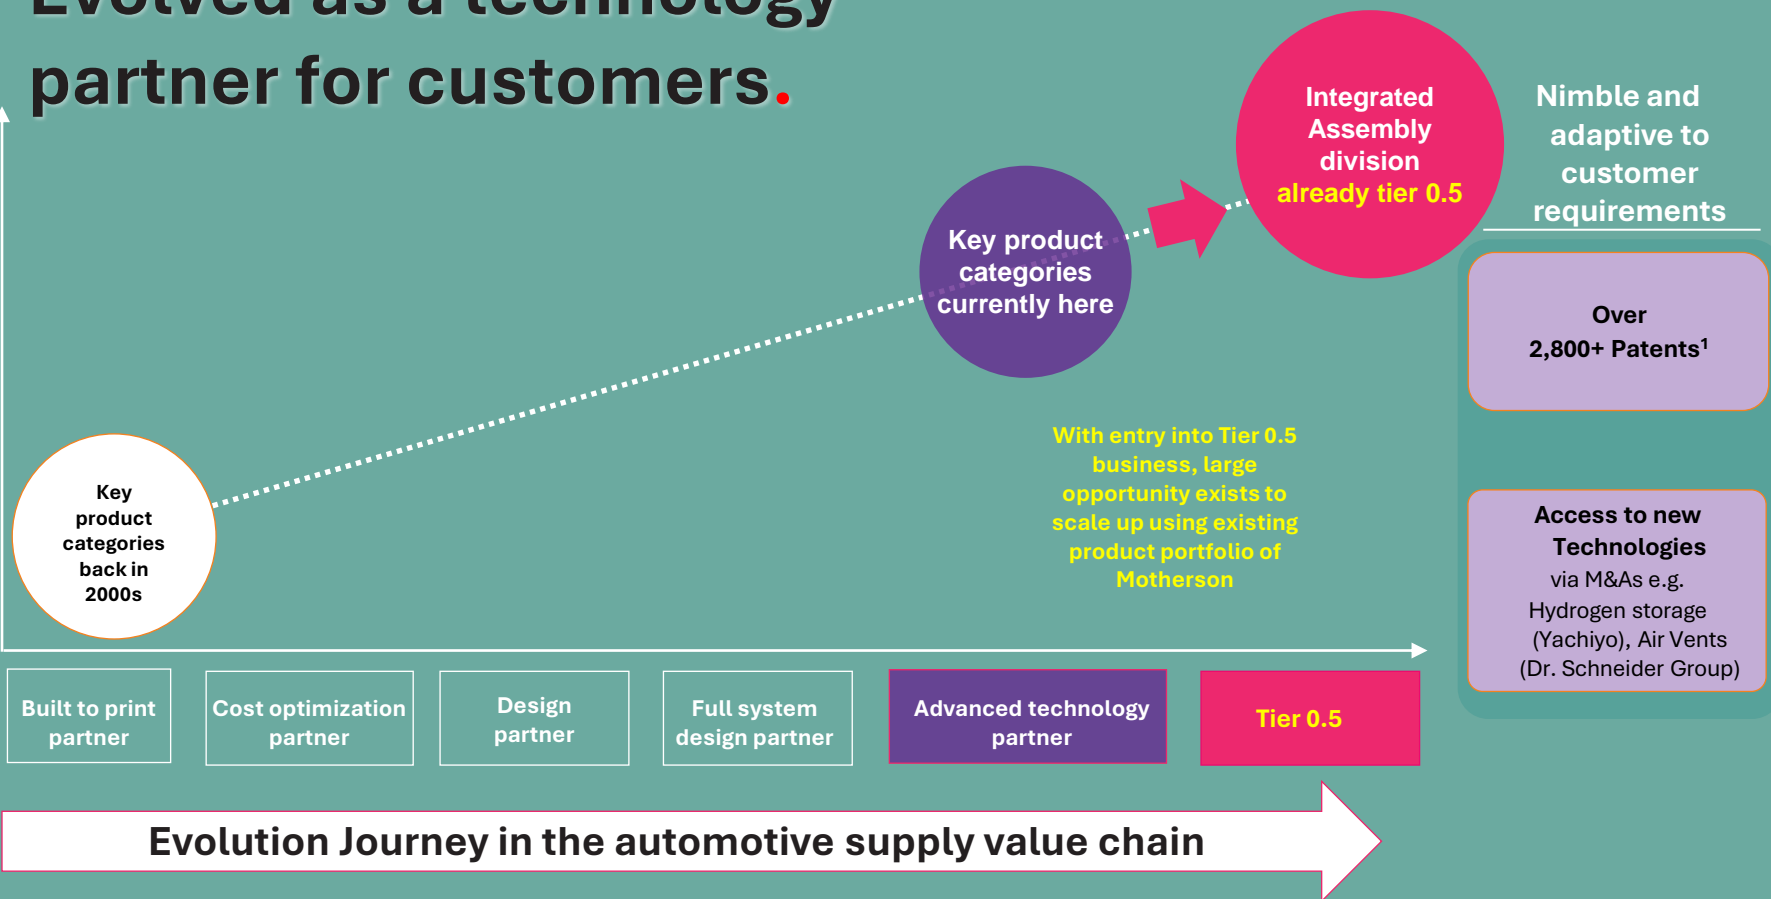 Evolved as a technology
partner for customers.
Integrated
Assembly
division
already tier 0.5
Nimble and
adaptive to
customer
requirements
Key product
categories
currently here
Over
2,800+ Patents¹
With entry into Tier 0.5
business, large
opportunity exists to
scale up using existing
product portfolio of
Motherson
Key
product
categories
back in
2000s
Access to new
Technologies
via M&As e.g.
Hydrogen storage
(Yachiyo), Air Vents
(Dr. Schneider Group)
Built to print
partner
Cost optimization
partner
Design
partner
Full system
design partner
Advanced technology
partner
Tier 0.5
Evolution Journey in the automotive supply value chain